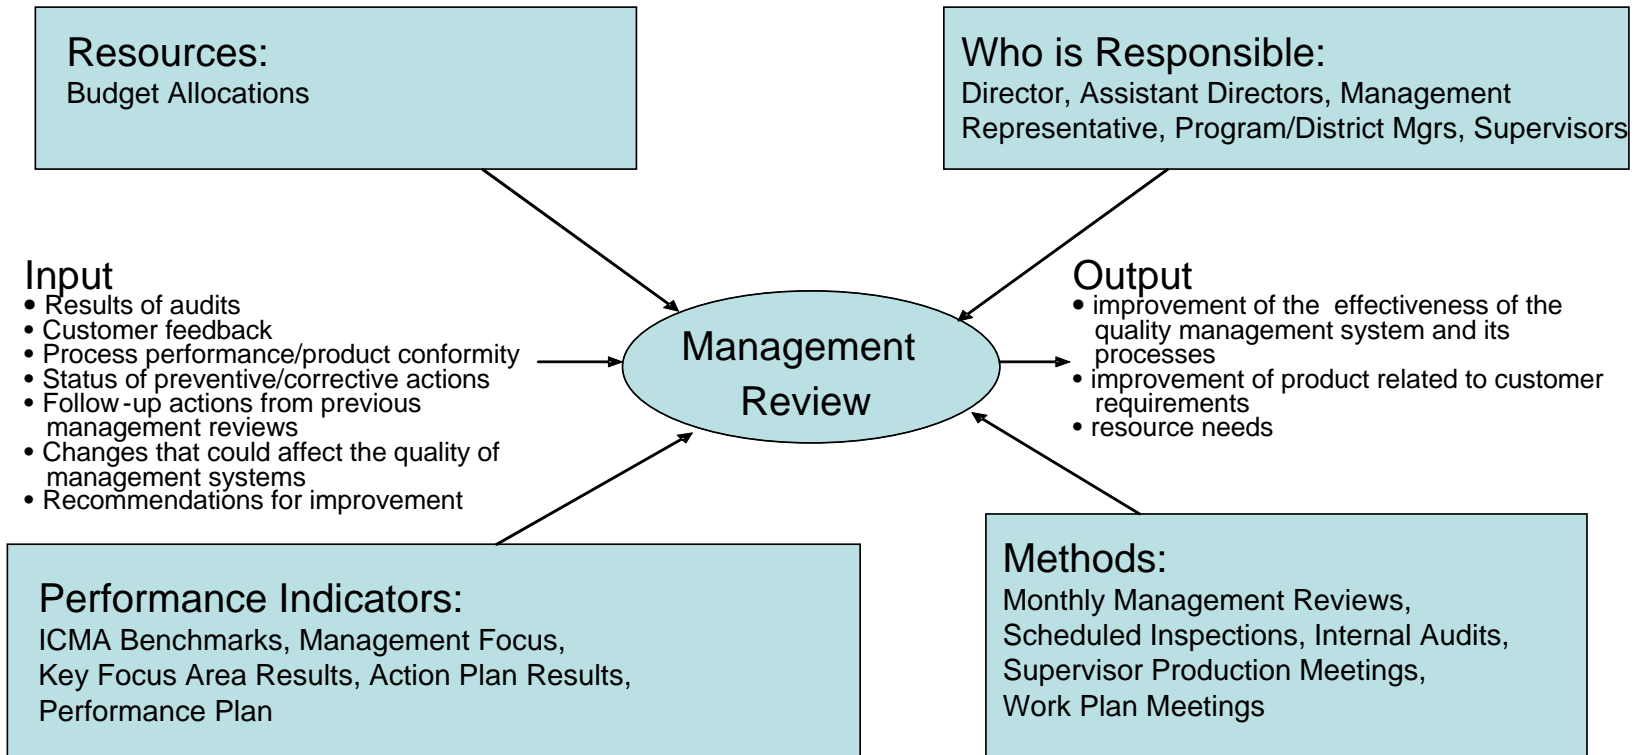 Resources:
Budget Allocations
Who is Responsible:
Director, Assistant Directors, Management
Representative, Program/District Mgrs, Supervisors
Input
• Results of audits
• Customer feedback
• Process performance/product conformity
• Status of preventive/corrective actions
• Follow-up actions from previous
management reviews
• Changes that could affect the quality of
management systems
• Recommendations for improvement
Management
Review
Output
• improvement of the effectiveness of the
quality management system and its
processes
• improvement of product related to customer
requirements
• resource needs
Performance Indicators:
ICMA Benchmarks, Management Focus,
Key Focus Area Results, Action Plan Results,
Performance Plan
Methods:
Monthly Management Reviews,
Scheduled Inspections, Internal Audits,
Supervisor Production Meetings,
Work Plan Meetings